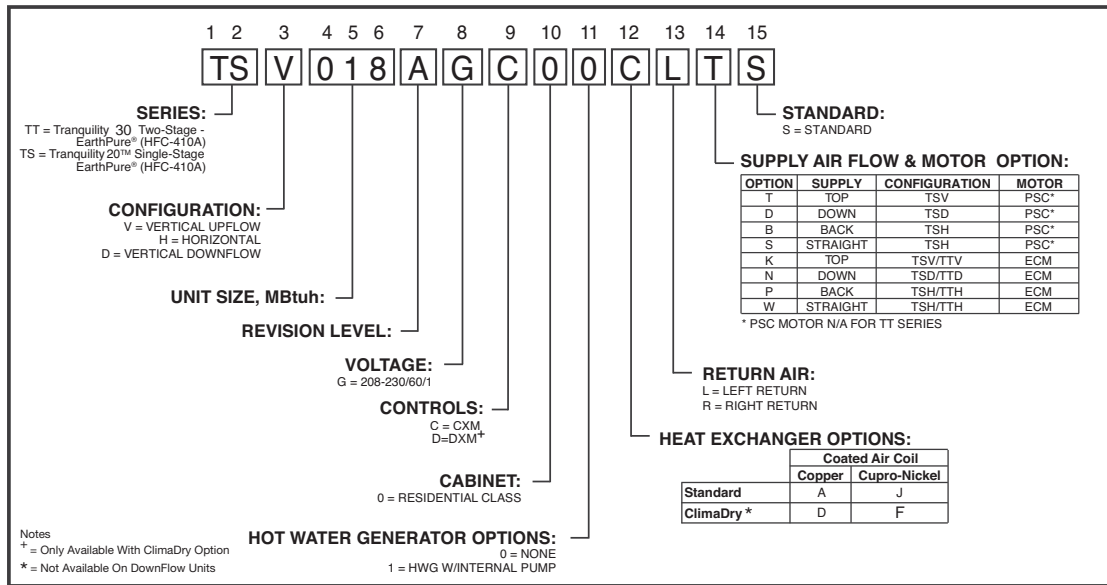 1 2 3 4 5 6 7 8 9 10 11 12 13 14 15
TS V 0 1 8 A G C 0 0 C L T S
SERIES:
TT = Tranquility 30 Two-Stage -
EarthPure® (HFC-410A)
TS = Tranquility 20™ Single-Stage
EarthPure® (HFC-410A)
CONFIGURATION:
V = VERTICAL UPFLOW
H = HORIZONTAL
D = VERTICAL DOWNFLOW
UNIT SIZE, MBtuh:
REVISION LEVEL:
VOLTAGE:
G = 208-230/60/1
CONTROLS:
C = CXM
D=DXM+
CABINET:
0 = RESIDENTIAL CLASS
HOT WATER GENERATOR OPTIONS:
0 = NONE
1 = HWG W/INTERNAL PUMP
Notes
+ = Only Available With ClimaDry Option
* = Not Available On DownFlow Units
STANDARD:
S = STANDARD
SUPPLY AIR FLOW & MOTOR OPTION:
OPTION SUPPLY CONFIGURATION MOTOR
T TOP TSV PSC*
D DOWN TSD PSC*
B BACK TSH PSC*
S STRAIGHT TSH PSC*
K TOP TSV/TTV ECM
N DOWN TSD/TTD ECM
P BACK TSH/TTH ECM
W STRAIGHT TSH/TTH ECM
* PSC MOTOR N/A FOR TT SERIES
RETURN AIR:
L = LEFT RETURN
R = RIGHT RETURN
HEAT EXCHANGER OPTIONS:
Coated Air Coil
Copper Cupro-Nickel
Standard A J
ClimaDry * D F